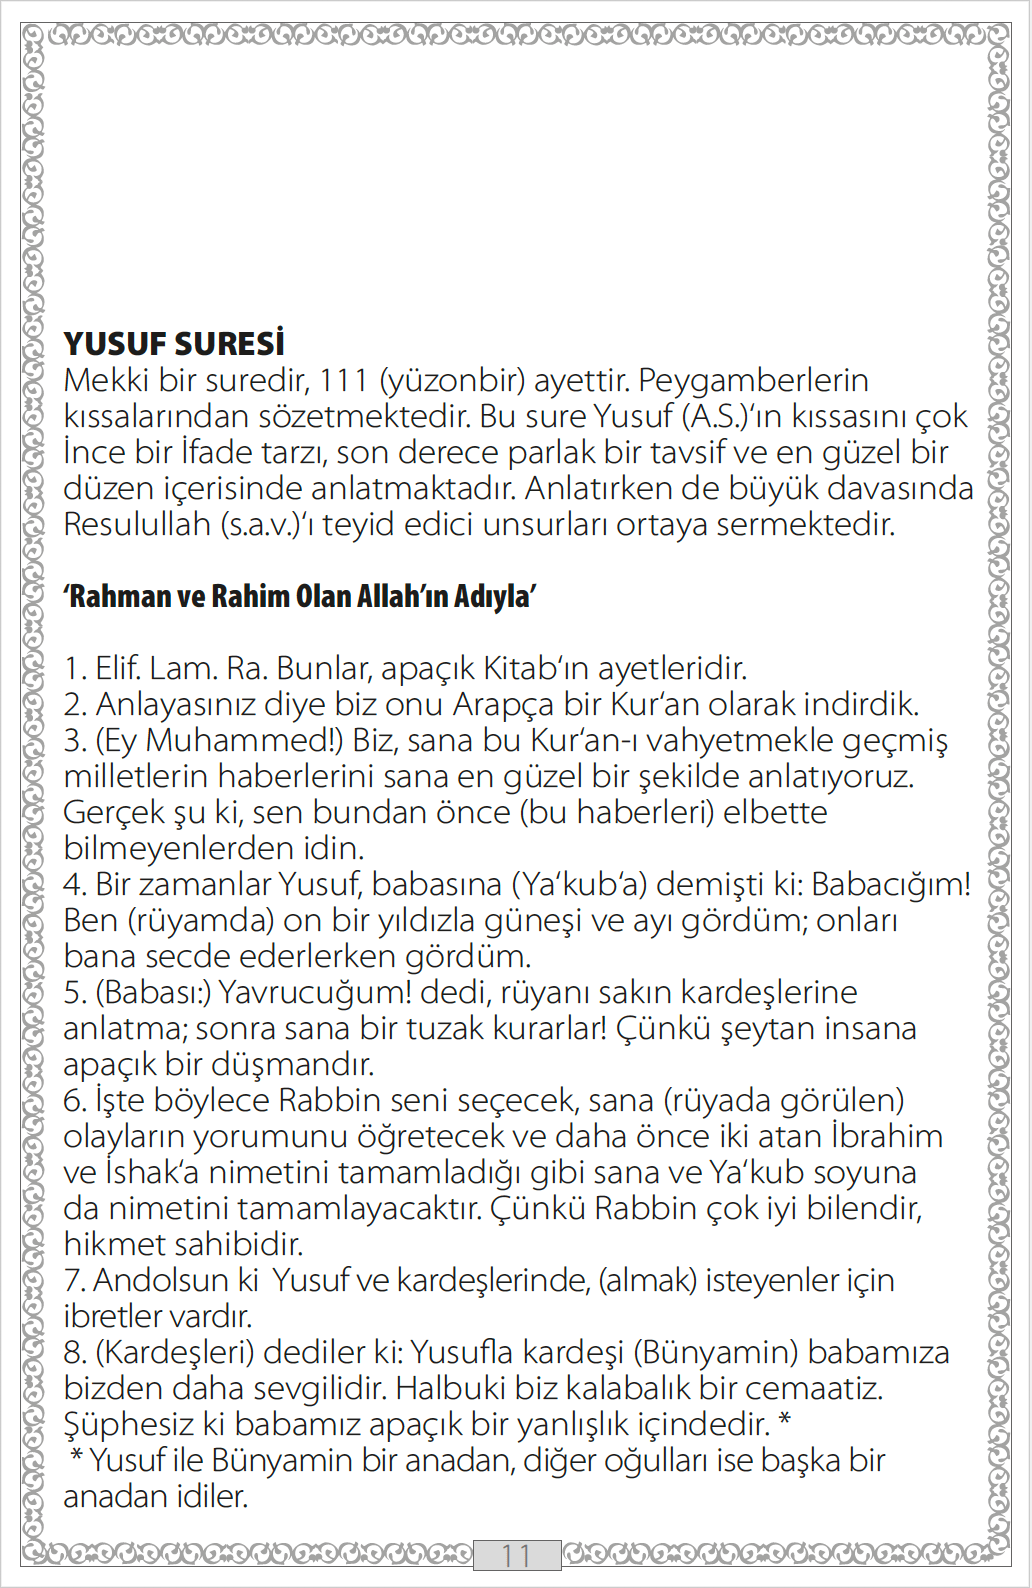 YUSUF SURESİ
Mekki bir suredir, 111 (yüzonbir) ayettir. Peygamberlerin
kıssalarından sözetmektedir. Bu sure Yusuf (A.S.)‘ın kıssasını çok
İnce bir İfade tarzı, son derece parlak bir tavsif ve en güzel bir
düzen içerisinde anlatmaktadır. Anlatırken de büyük davasında
Resulullah (s.a.v.)‘ı teyid edici unsurları ortaya sermektedir.
‘Rahman ve Rahim Olan Allah’ın Adıyla’
1. Elif. Lam. Ra. Bunlar, apaçık Kitab‘ın ayetleridir.
2. Anlayasınız diye biz onu Arapça bir Kur‘an olarak indirdik.
3. (Ey Muhammed!) Biz, sana bu Kur‘an-ı vahyetmekle geçmiş
milletlerin haberlerini sana en güzel bir şekilde anlatıyoruz.
Gerçek şu ki, sen bundan önce (bu haberleri) elbette
bilmeyenlerden idin.
4. Bir zamanlar Yusuf, babasına (Ya‘kub‘a) demişti ki: Babacığım!
Ben (rüyamda) on bir yıldızla güneşi ve ayı gördüm; onları
bana secde ederlerken gördüm.
5. (Babası:) Yavrucuğum! dedi, rüyanı sakın kardeşlerine
anlatma; sonra sana bir tuzak kurarlar! Çünkü şeytan insana
apaçık bir düşmandır.
6. İşte böylece Rabbin seni seçecek, sana (rüyada görülen)
olayların yorumunu öğretecek ve daha önce iki atan İbrahim
ve İshak‘a nimetini tamamladığı gibi sana ve Ya‘kub soyuna
da nimetini tamamlayacaktır. Çünkü Rabbin çok iyi bilendir,
hikmet sahibidir.
7. Andolsun ki  Yusuf ve kardeşlerinde, (almak) isteyenler için
ibretler vardır.
8. (Kardeşleri) dediler ki: Yusufla kardeşi (Bünyamin) babamıza
bizden daha sevgilidir. Halbuki biz kalabalık bir cemaatiz.
Şüphesiz ki babamız apaçık bir yanlışlık içindedir. *
* Yusuf ile Bünyamin bir anadan, diğer oğulları ise başka bir
anadan idiler.
11